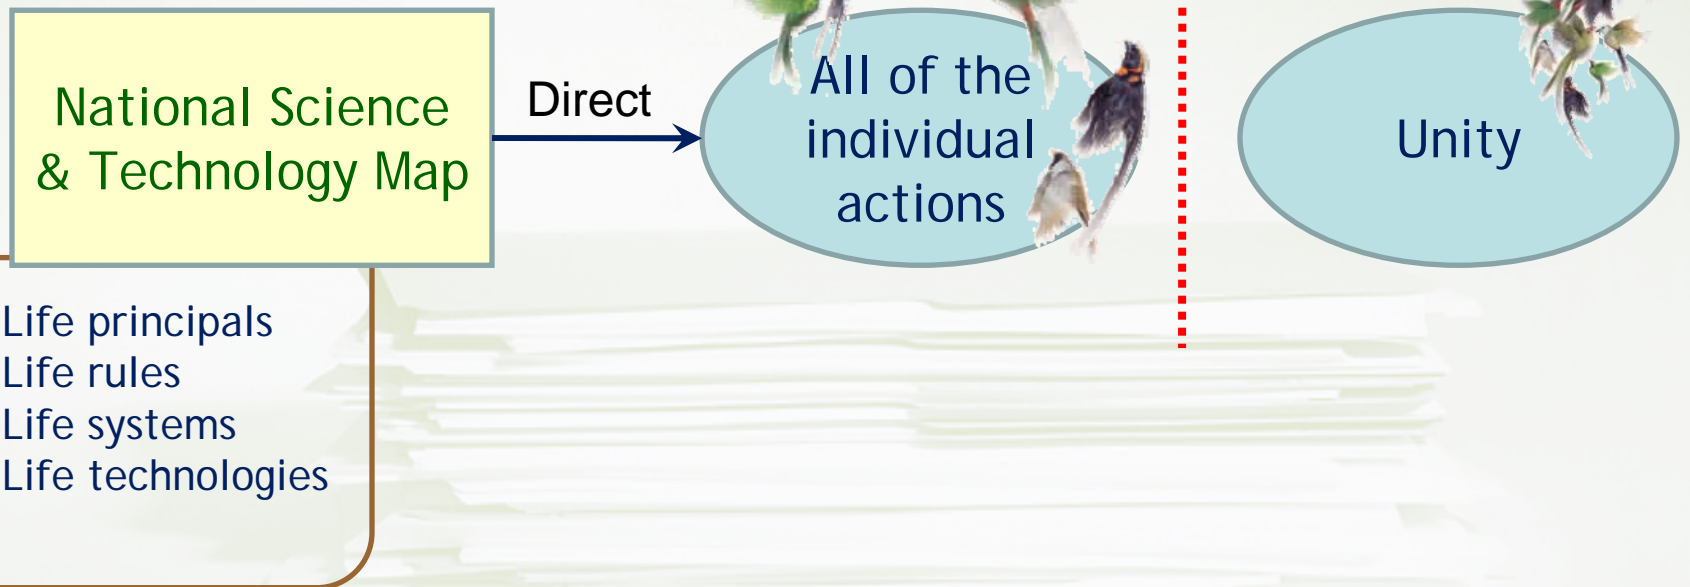 National Science
& Technology Map
Direct
All of the
individual
actions
Unity
Life principals
Life rules
Life systems
Life technologies